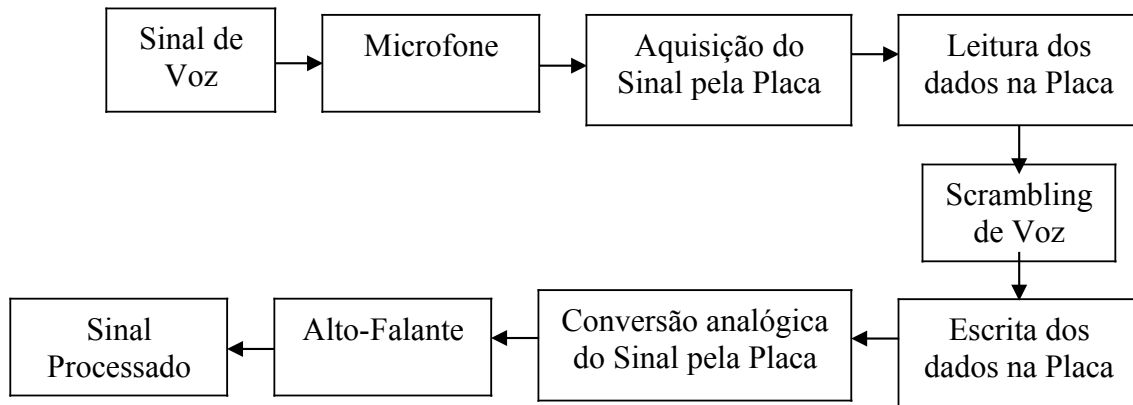 Sinal de
Voz
Microfone
Aquisição do
Sinal pela Placa
Leitura dos
dados na Placa
Scrambling
de Voz
Escrita dos
dados na Placa
Conversão analógica
do Sinal pela Placa
Alto-Falante
Sinal
Processado